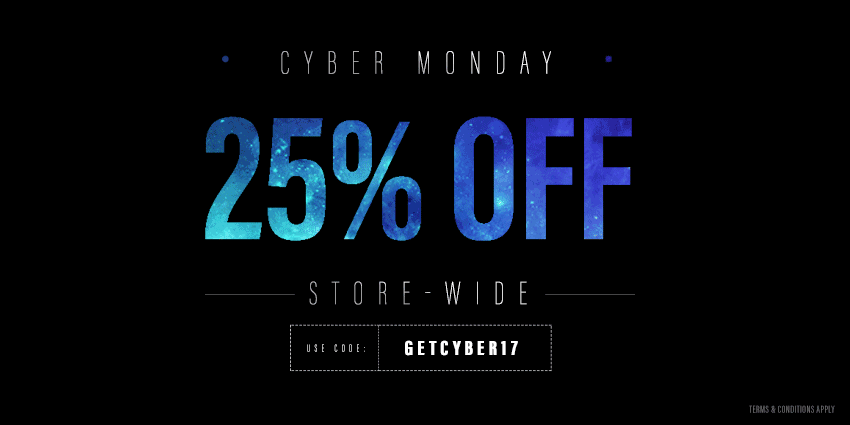 CYBER MONDAY
25% OFF
STORE-WIDE
USE CODE: GETCYBER17
TERMS & CONDITIONS APPLY